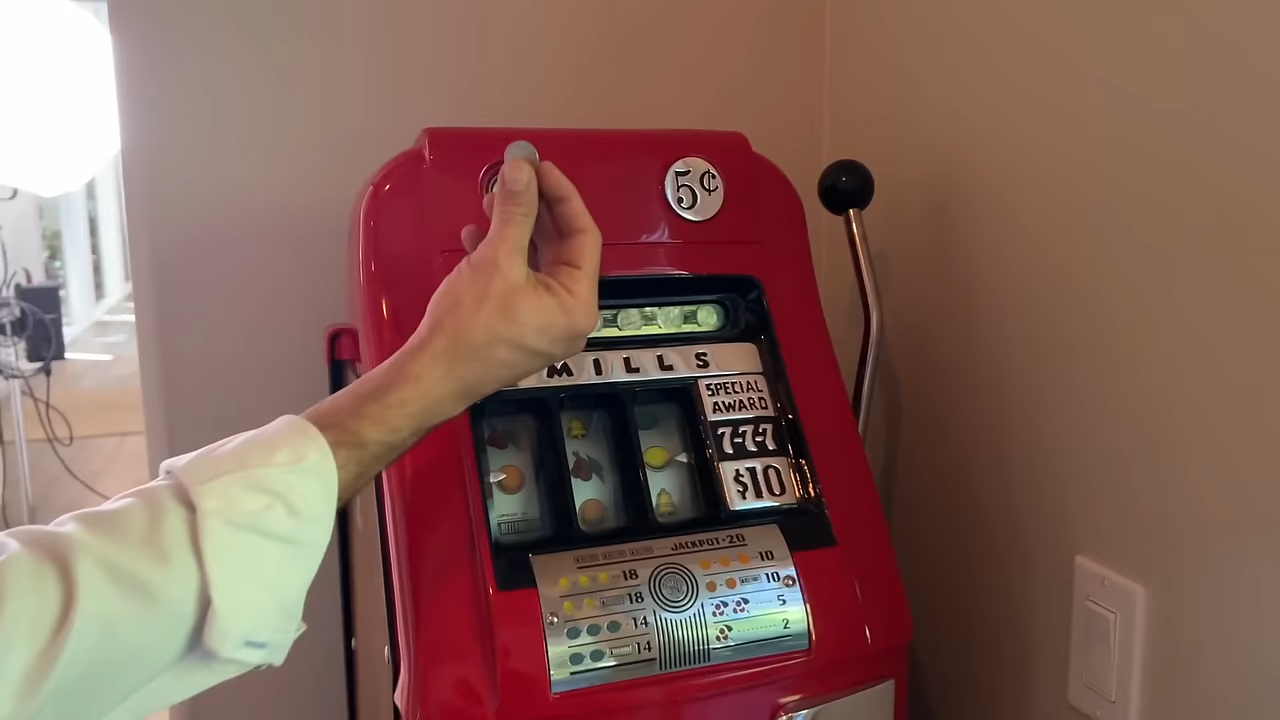 5¢
MILLS
SPECIAL
AWARD
7-7-7
$10
JACKPOT•20
18
10
18
10
14
5
14
2